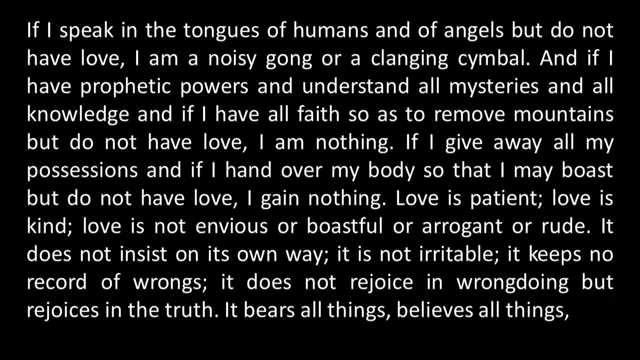 If I speak in the tongues of humans and of angels but do not
have love, I am a noisy gong or a clanging cymbal. And if I
have prophetic powers and understand all mysteries and all
knowledge and if I have all faith so as to remove mountains
but do not have love, I am nothing. If I give away all my
possessions and if I hand over my body so that I may boast
but do not have love, I gain nothing. Love is patient; love is
kind; love is not envious or boastful or arrogant or rude. It
does not insist on its own way; it is not irritable; it keeps no
record of wrongs; it does not rejoice in wrongdoing but
rejoices in the truth. It bears all things, believes all things,